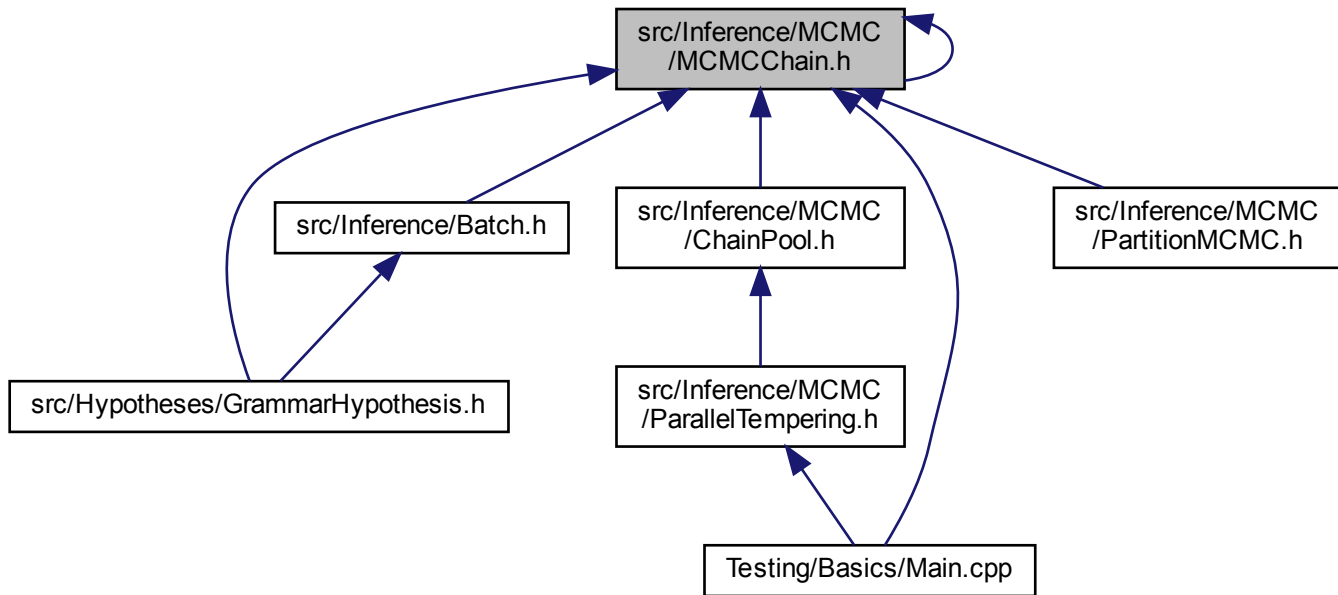 src/Inference/MCMC
/MCMCChain.h
src/Inference/Batch.h
src/Inference/MCMC
/ChainPool.h
src/Inference/MCMC
/PartitionMCMC.h
src/Hypotheses/GrammarHypothesis.h
src/Inference/MCMC
/ParallelTempering.h
Testing/Basics/Main.cpp